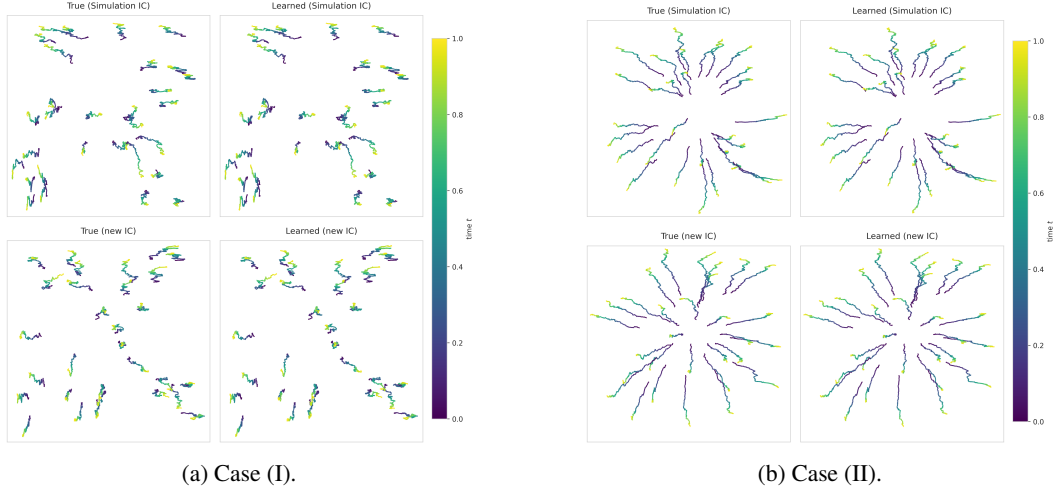 True (Simulation IC)
Learned (Simulation IC)
True (new IC)
Learned (new IC)
1.0
0.8
0.6
0.4
0.2
0.0
time t
(a) Case (I).
True (Simulation IC)
Learned (Simulation IC)
True (new IC)
Learned (new IC)
1.0
0.8
0.6
0.4
0.2
0.0
time t
(b) Case (II).